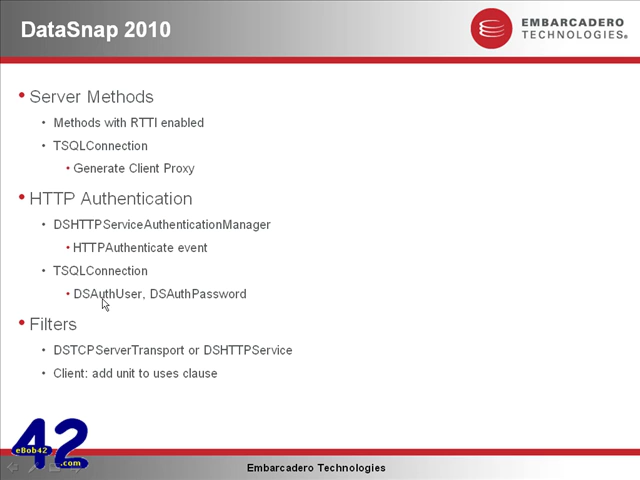 DataSnap 2010
EMBARCADERO
TECHNOLOGIES®
• Server Methods
• Methods with RTTI enabled
• TSQLConnection
• Generate Client Proxy
• HTTP Authentication
• DSHTTPServiceAuthenticationManager
• HTTPAuthenticate event
• TSQLConnection
• DSAuthUser, DSAuthPassword
• Filters
• DSTCPServerTransport or DSHTTPService
• Client: add unit to uses clause
42
eBob42
.com
Embarcadero Technologies